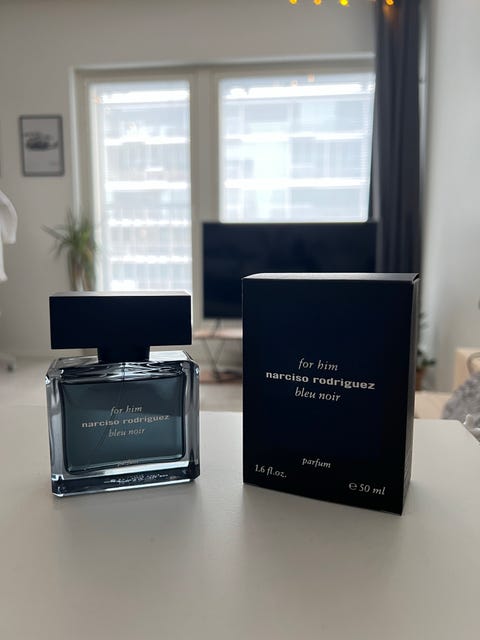 for him
narciso rodriguez
bleu noir
parfum
for him
narciso rodriguez
bleu noir
parfum
1.6 fl.oz.
℮ 50 ml